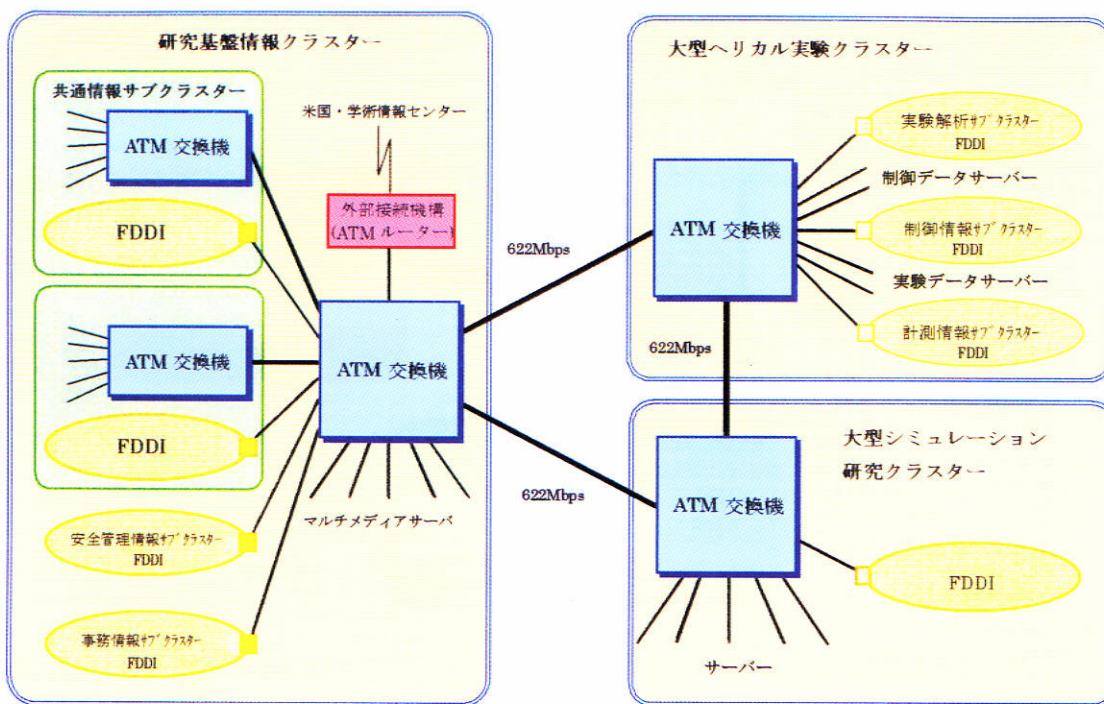 研究基盤情報クラスター
共通情報サブクラスター
ATM 交換機
FDDI
ATM 交換機
FDDI
安全管理情報ｻﾌﾞｸﾗｽﾀｰ
FDDI
事務情報ｻﾌﾞｸﾗｽﾀｰ
FDDI
米国・学術情報センター
外部接続機構
(ATM ルーター)
ATM 交換機
マルチメディアサーバ
622Mbps
622Mbps
622Mbps
大型ヘリカル実験クラスター
ATM 交換機
実験解析ｻﾌﾞｸﾗｽﾀｰ
FDDI
制御データサーバー
制御情報ｻﾌﾞｸﾗｽﾀｰ
FDDI
実験データサーバー
計測情報ｻﾌﾞｸﾗｽﾀｰ
FDDI
大型シミュレーション
研究クラスター
ATM 交換機
FDDI
サーバー